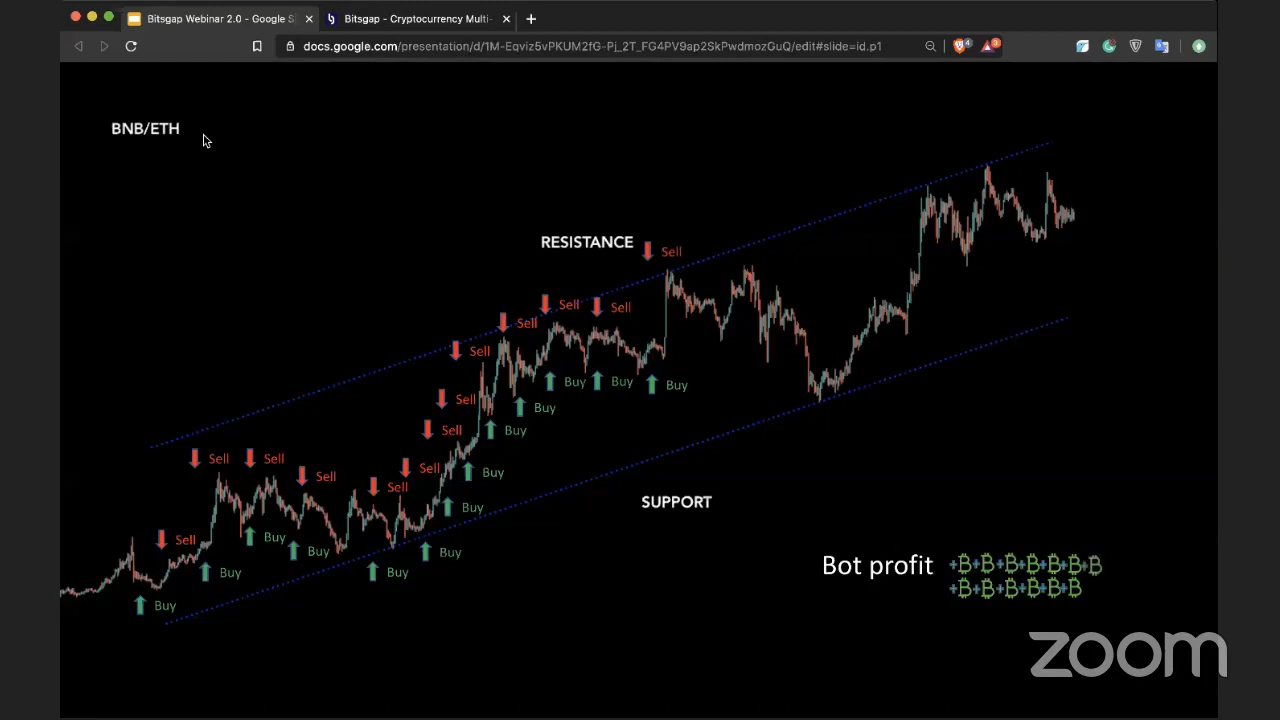 Bitsgap Webinar 2.0 - Google S
Bitsgap - Cryptocurrency Multi-
docs.google.com/presentation/d/1M-Eqviz5vPKUM2fG-Pj_2T_FG4PV9ap2SkPwdmozGuQ/edit#slide=id.p1
4
3
BNB/ETH
RESISTANCE
Sell
Sell
Sell
Sell
Sell
Buy
Buy
Buy
Sell
Buy
Sell
Buy
Sell
Sell
Sell
Sell
Buy
Sell
Sell
Buy
SUPPORT
Sell
Buy
Buy
Buy
Buy
Buy
Buy
Buy
Bot profit +₿+₿+₿+₿+₿+₿+₿
+₿+₿+₿+₿+₿+₿
zoom